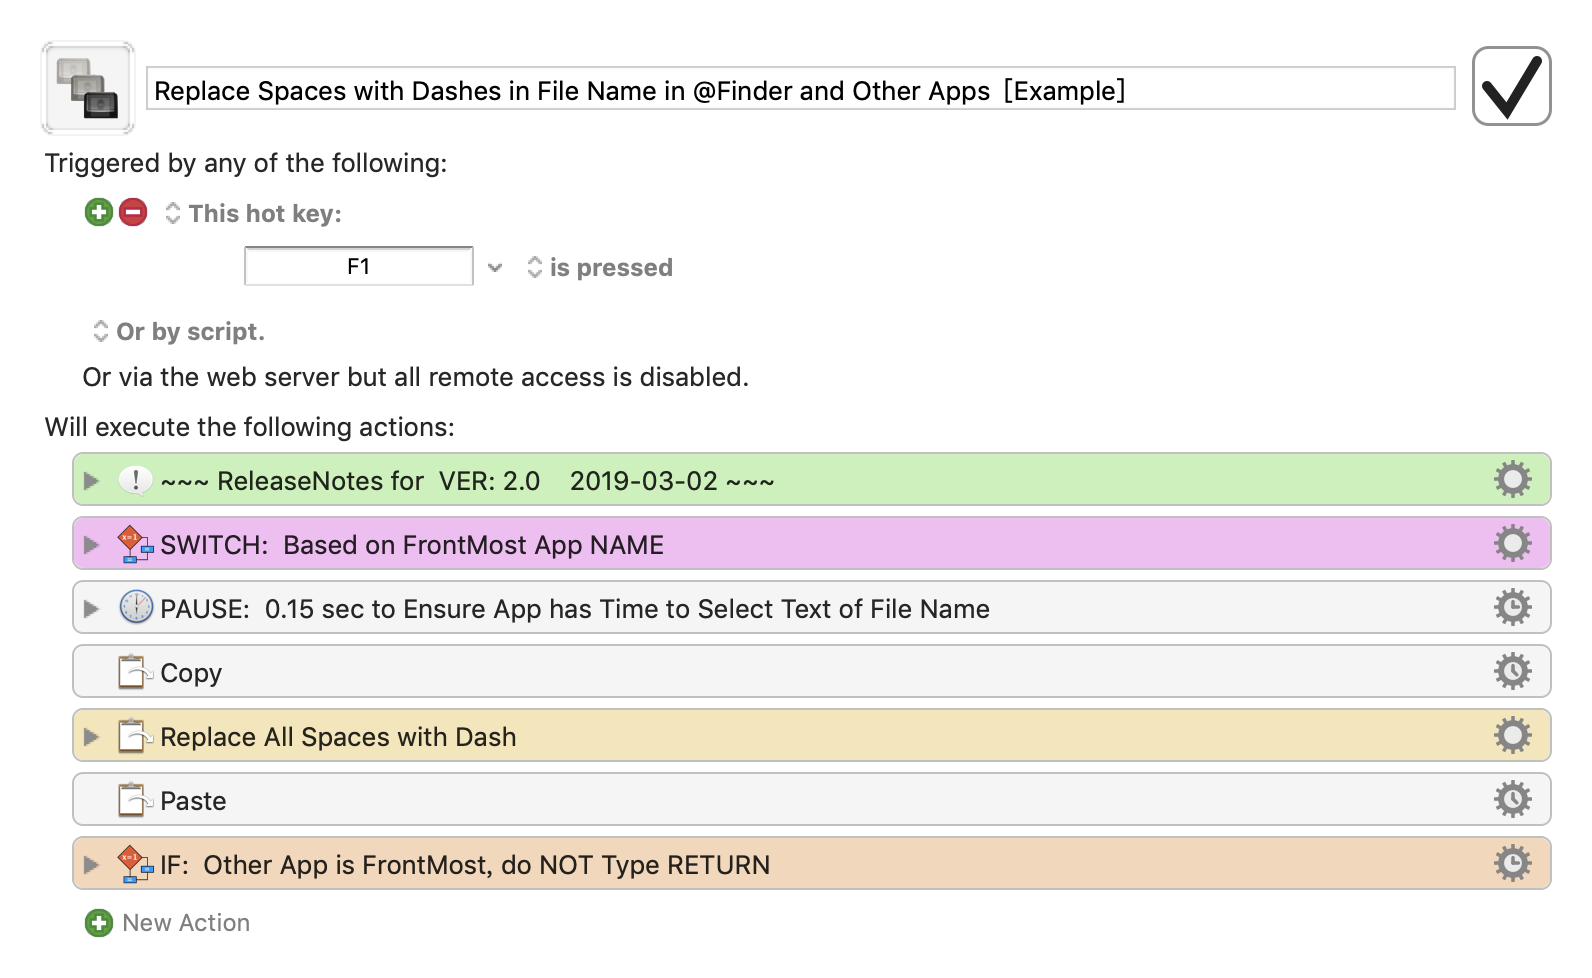 Replace Spaces with Dashes in File Name in @Finder and Other Apps  [Example]
Triggered by any of the following:
This hot key:
F1
is pressed
Or by script.
Or via the web server but all remote access is disabled.
Will execute the following actions:
~~~ ReleaseNotes for  VER: 2.0    2019-03-02 ~~~
SWITCH:  Based on FrontMost App NAME
PAUSE:  0.15 sec to Ensure App has Time to Select Text of File Name
Copy
Replace All Spaces with Dash
Paste
IF:  Other App is FrontMost, do NOT Type RETURN
New Action